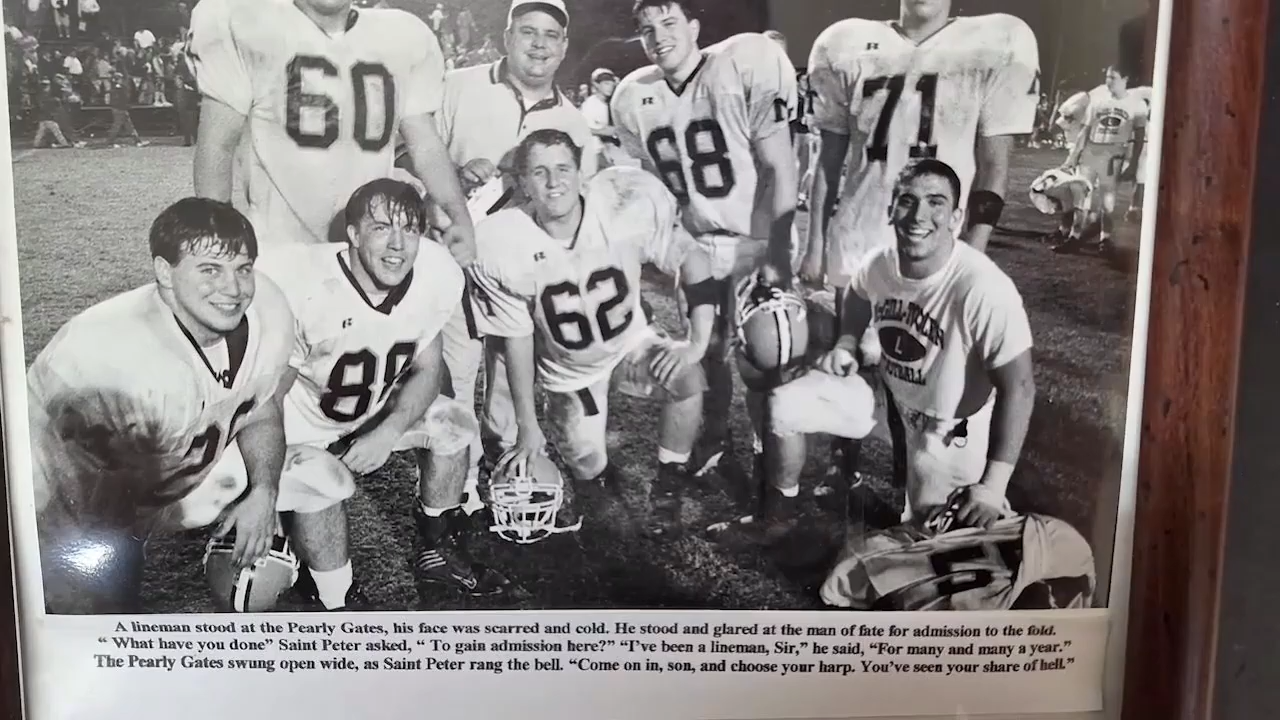 60
68
71
88
62
L
FOOTBALL
A lineman stood at the Pearly Gates, his face was scarred and cold. He stood and glared at the man of fate for admission to the fold.
“ What have you done” Saint Peter asked, “ To gain admission here?” “I’ve been a lineman, Sir,” he said, “For many and many a year.”
The Pearly Gates swung open wide, as Saint Peter rang the bell. “Come on in, son, and choose your harp. You’ve seen your share of hell.”